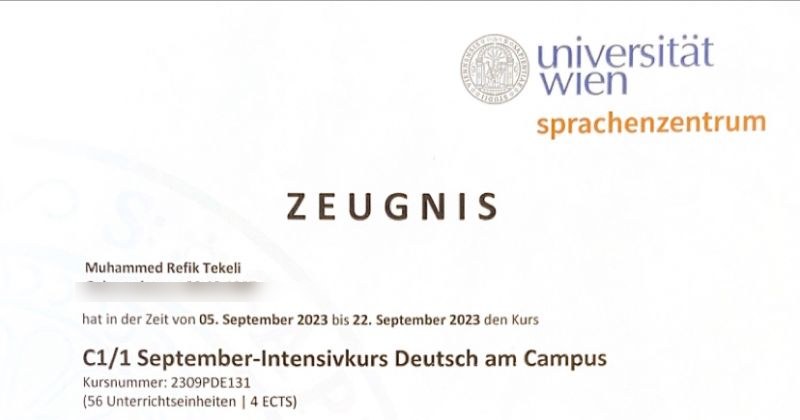 universität
wien
sprachenzentrum
ZEUGNIS
Muhammed Refik Tekeli
hat in der Zeit von 05. September 2023 bis 22. September 2023 den Kurs
C1/1 September-Intensivkurs Deutsch am Campus
Kursnummer: 2309PDE131
(56 Unterrichtseinheiten | 4 ECTS)